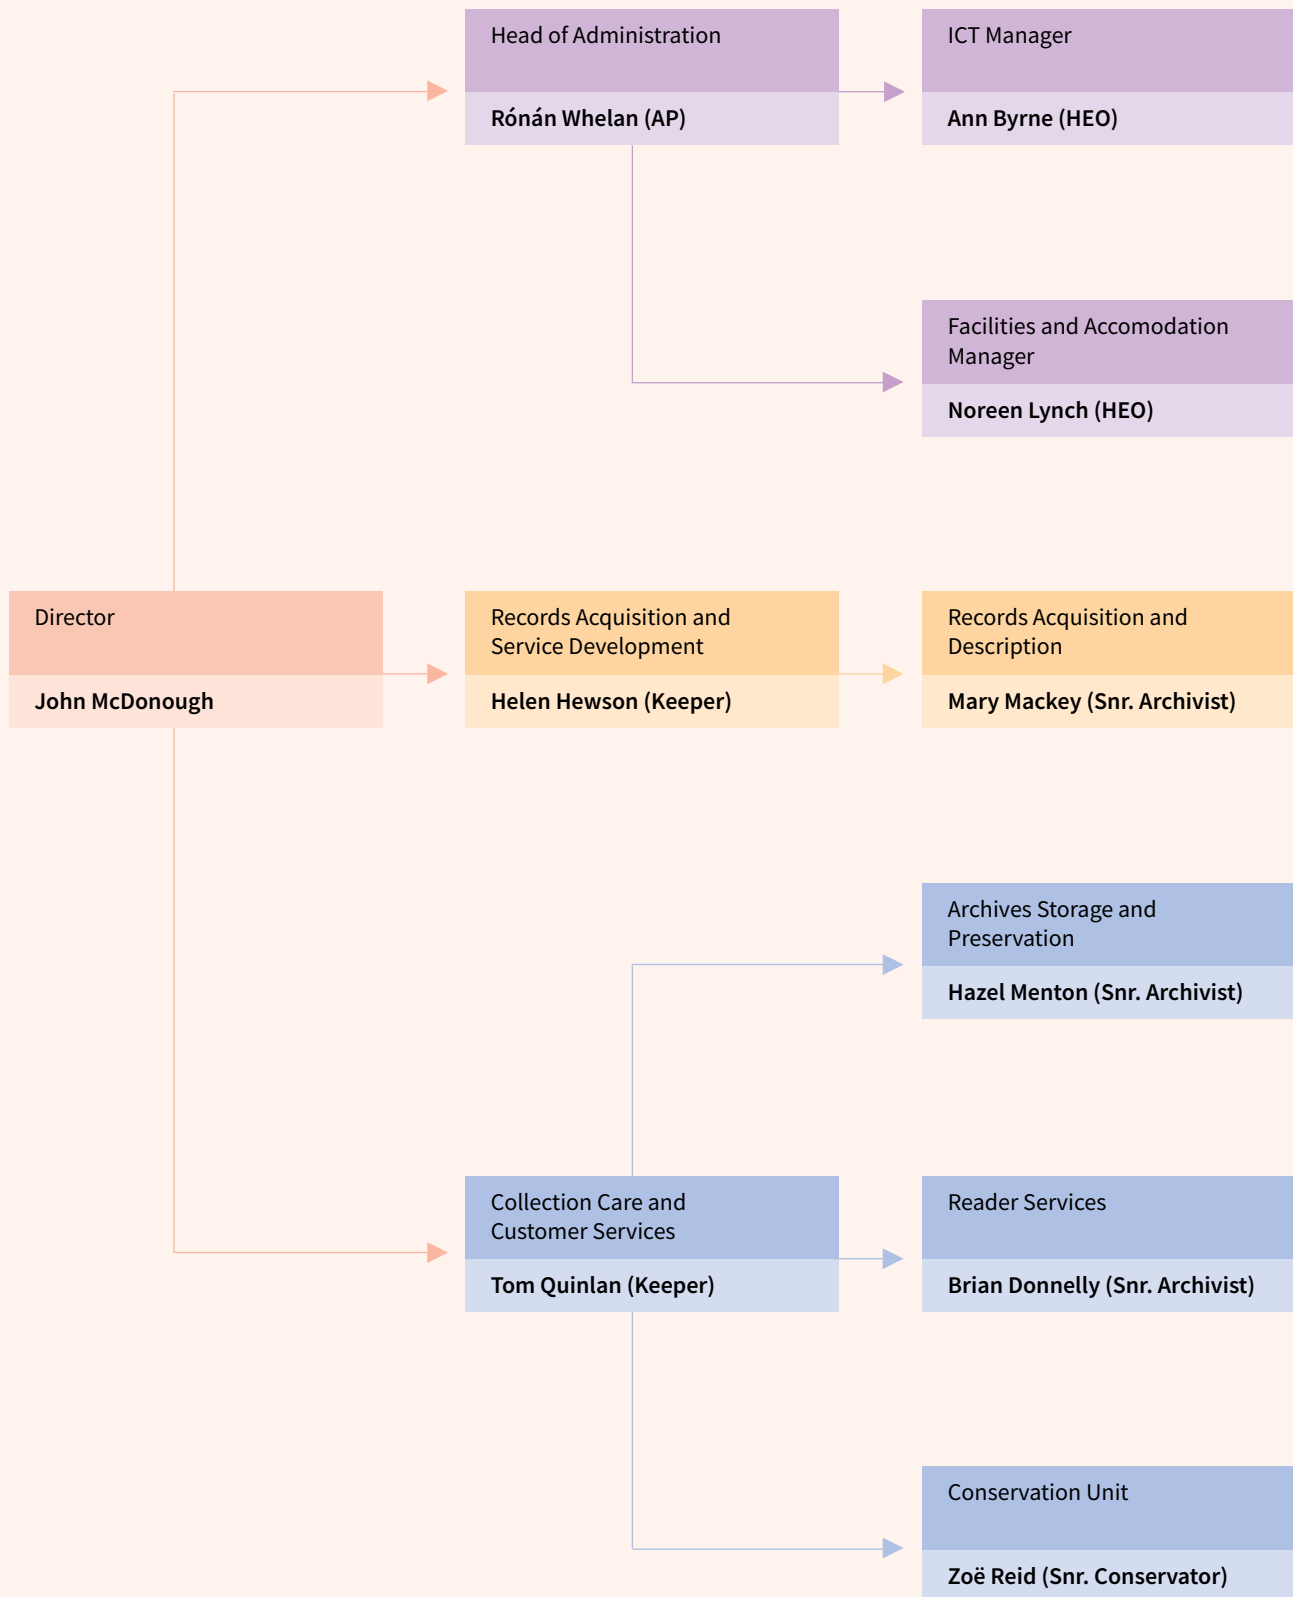 Head of Administration
Rónán Whelan (AP)
ICT Manager
Ann Byrne (HEO)
Facilities and Accomodation
Manager
Noreen Lynch (HEO)
Director
John McDonough
Records Acquisition and
Service Development
Helen Hewson (Keeper)
Records Acquisition and
Description
Mary Mackey (Snr. Archivist)
Archives Storage and
Preservation
Hazel Menton (Snr. Archivist)
Collection Care and
Customer Services
Tom Quinlan (Keeper)
Reader Services
Brian Donnelly (Snr. Archivist)
Conservation Unit
Zoë Reid (Snr. Conservator)